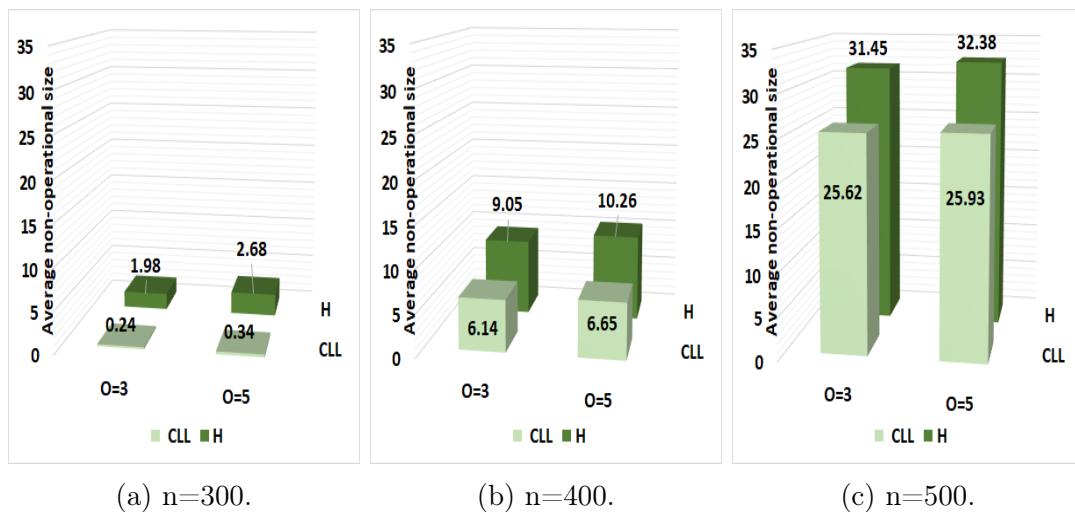 Average non-operational size
35
30
25
20
15
10
5
0
1.98
2.68
0.24
0.34
H
CLL
O=3
O=5
CLL H
Average non-operational size
35
30
25
20
15
10
5
0
9.05
10.26
6.14
6.65
H
CLL
O=3
O=5
CLL H
Average non-operational size
35
30
25
20
15
10
5
0
31.45
32.38
25.62
25.93
H
CLL
O=3
O=5
CLL H
(a) n=300.
(b) n=400.
(c) n=500.